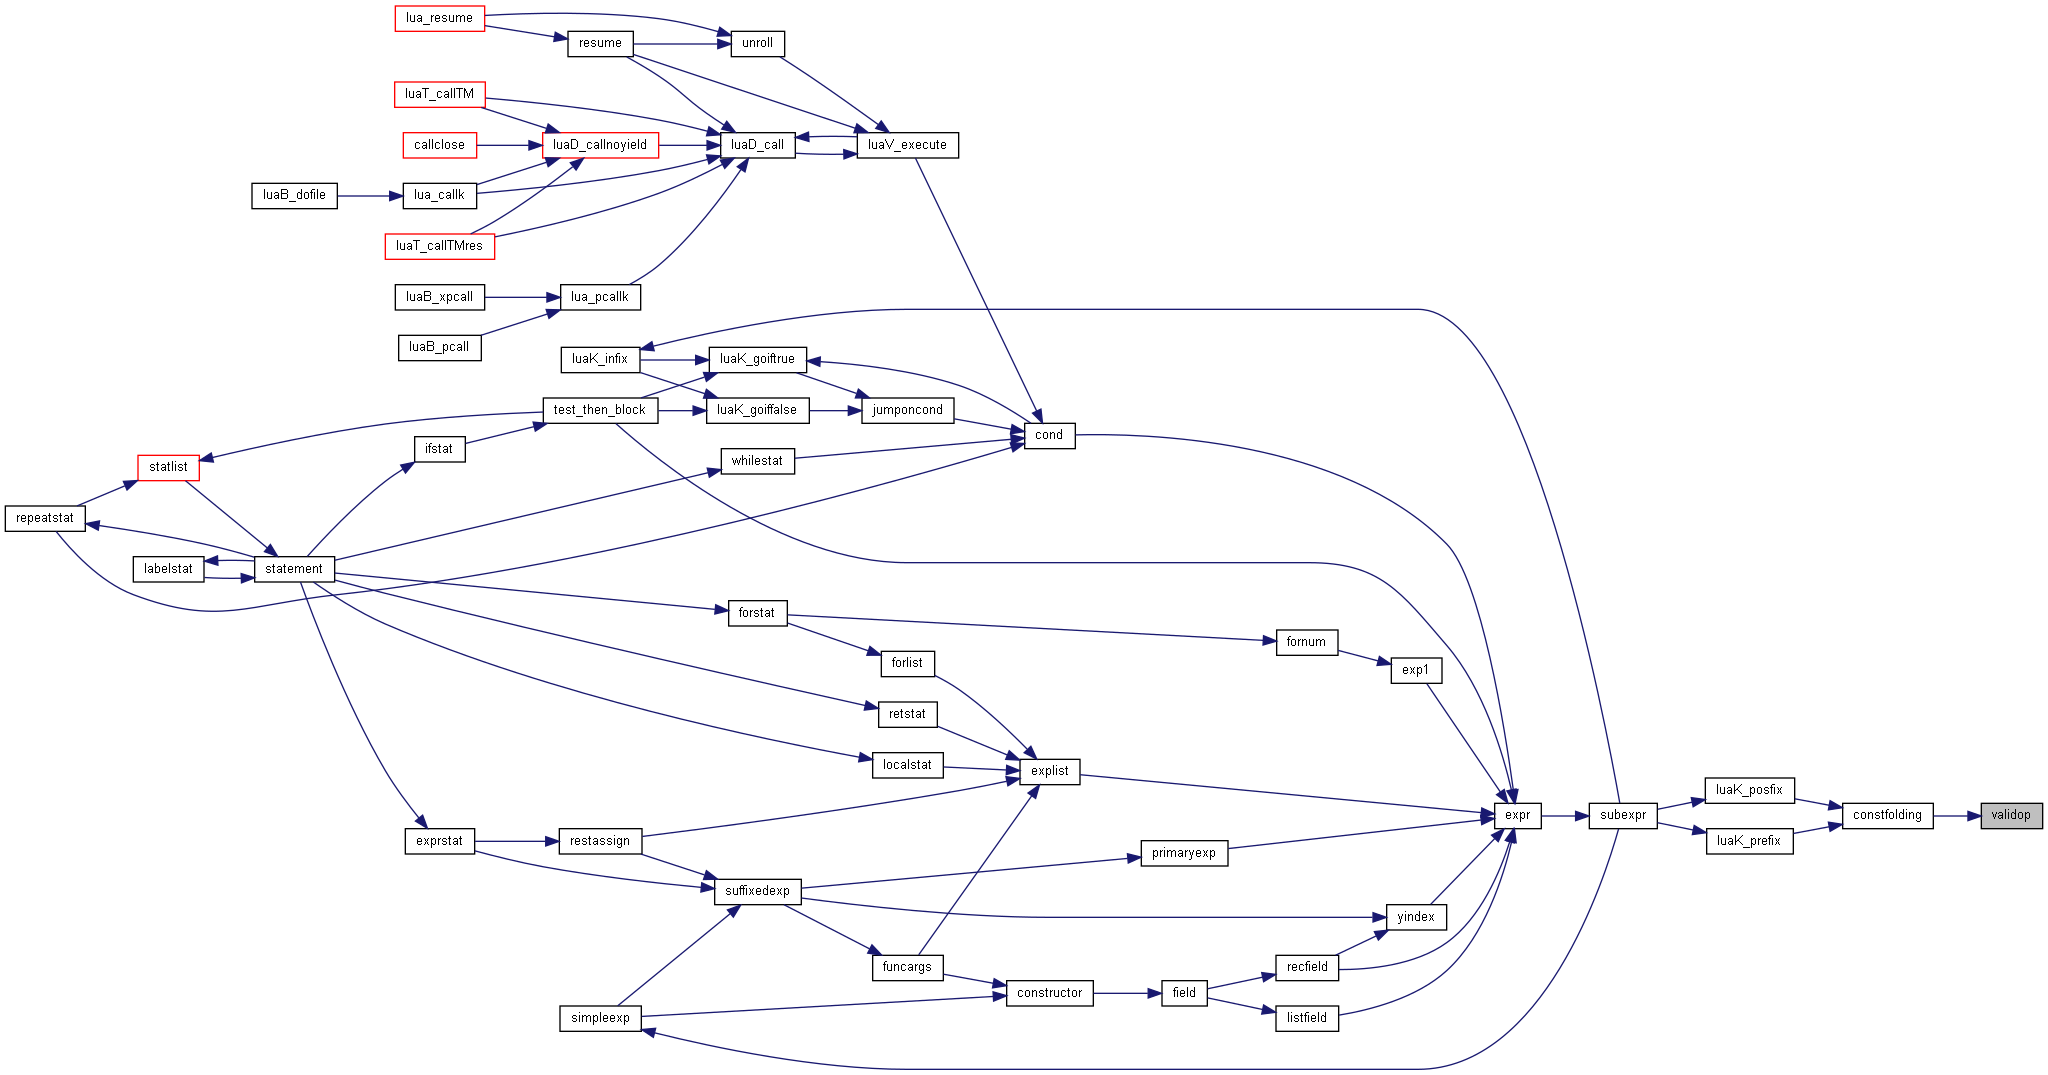 lua_resume
resume
unroll
luaT_callTM
callclose
luaD_callnoyield
luaD_call
luaV_execute
luaB_dofile
lua_callk
luaT_callTMres
luaB_xpcall
lua_pcallk
luaB_pcall
luaK_infix
luaK_goiftrue
test_then_block
luaK_goiffalse
jumponcond
cond
ifstat
whilestat
statlist
repeatstat
labelstat
statement
forstat
fornum
forlist
exp1
retstat
localstat
explist
luaK_posfix
expr
subexpr
constfolding
validop
exprstat
restassign
luaK_prefix
primaryexp
suffixedexp
yindex
funcargs
recfield
constructor
field
simpleexp
listfield